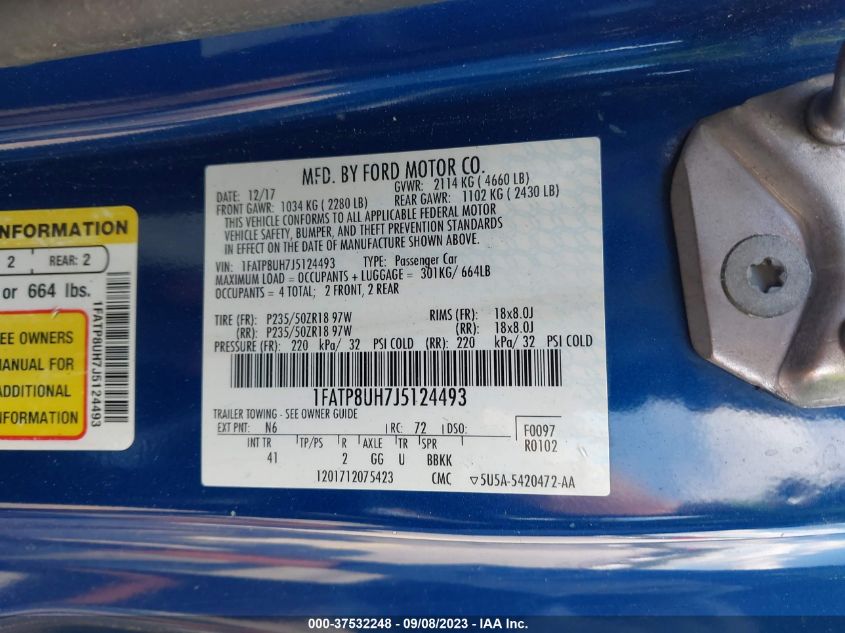 MFD. BY FORD MOTOR CO.
DATE: 12/17 GVWR: 2114 KG ( 4660 LB)
FRONT GAWR: 1034 KG ( 2280 LB) REAR GAWR: 1102 KG ( 2430 LB)
THIS VEHICLE CONFORMS TO ALL APPLICABLE FEDERAL MOTOR
VEHICLE SAFETY, BUMPER, AND THEFT PREVENTION STANDARDS
IN EFFECT ON THE DATE OF MANUFACTURE SHOWN ABOVE.
VIN: 1FATP8UH7J5124493 TYPE: Passenger Car
MAXIMUM LOAD = OCCUPANTS + LUGGAGE = 301KG/ 664LB
OCCUPANTS = 4 TOTAL; 2 FRONT, 2 REAR
TIRE (FR): P235/50ZR18 97W RIMS (FR): 18x8.0J
(RR): P235/50ZR18 97W (RR): 18x8.0J
PRESSURE (FR): 220 kPa/ 32 PSI COLD (RR): 220 kPa/ 32 PSI COLD
1FATP8UH7J5124493
TRAILER TOWING - SEE OWNER GUIDE
EXT PNT: N6 RC: 72 DSO: F0097
R0102
INT TR TP/PS R AXLE TR SPR
41 2 GG U BBKK
1201712075423 CMC ▽5U5A-5420472-AA
INFORMATION
2 REAR: 2
or 664 lbs.
EE OWNERS
MANUAL FOR
ADDITIONAL
NFORMATION
1FATP8UH7J5124493
000-37532248 - 09/08/2023 - IAA Inc.